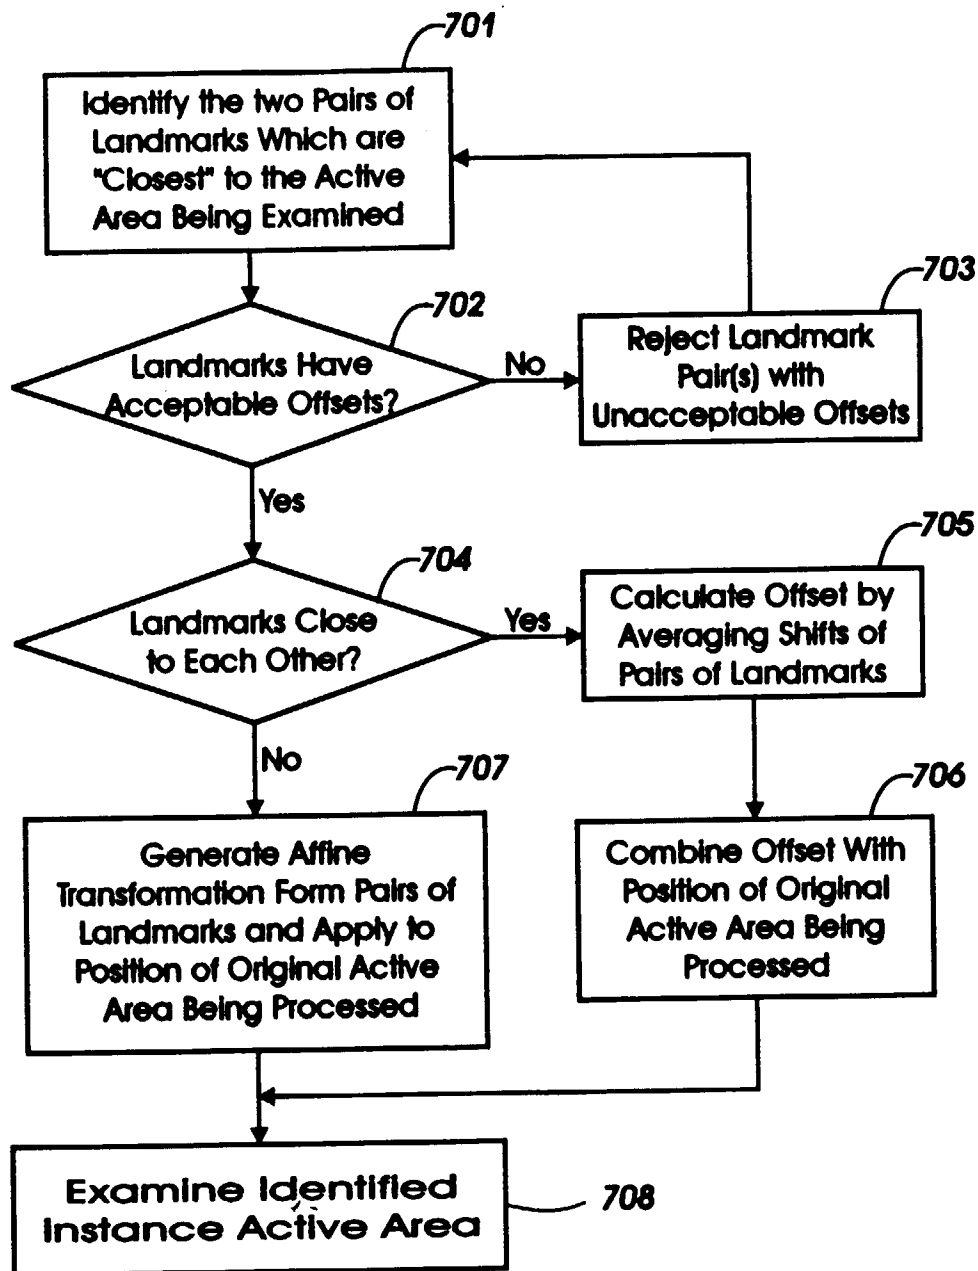 701
Identify the two Pairs of
Landmarks Which are
"Closest" to the Active
Area Being Examined
702
Landmarks Have
Acceptable Offsets?
No
703
Reject Landmark
Pair(s) with
Unacceptable Offsets
Yes
704
Landmarks Close
to Each Other?
Yes
705
Calculate Offset by
Averaging Shifts of
Pairs of Landmarks
No
707
Generate Affine
Transformation Form Pairs of
Landmarks and Apply to
Position of Original Active
Area Being Processed
706
Combine Offset With
Position of Original
Active Area Being
Processed
Examine Identified
Instance Active Area
708